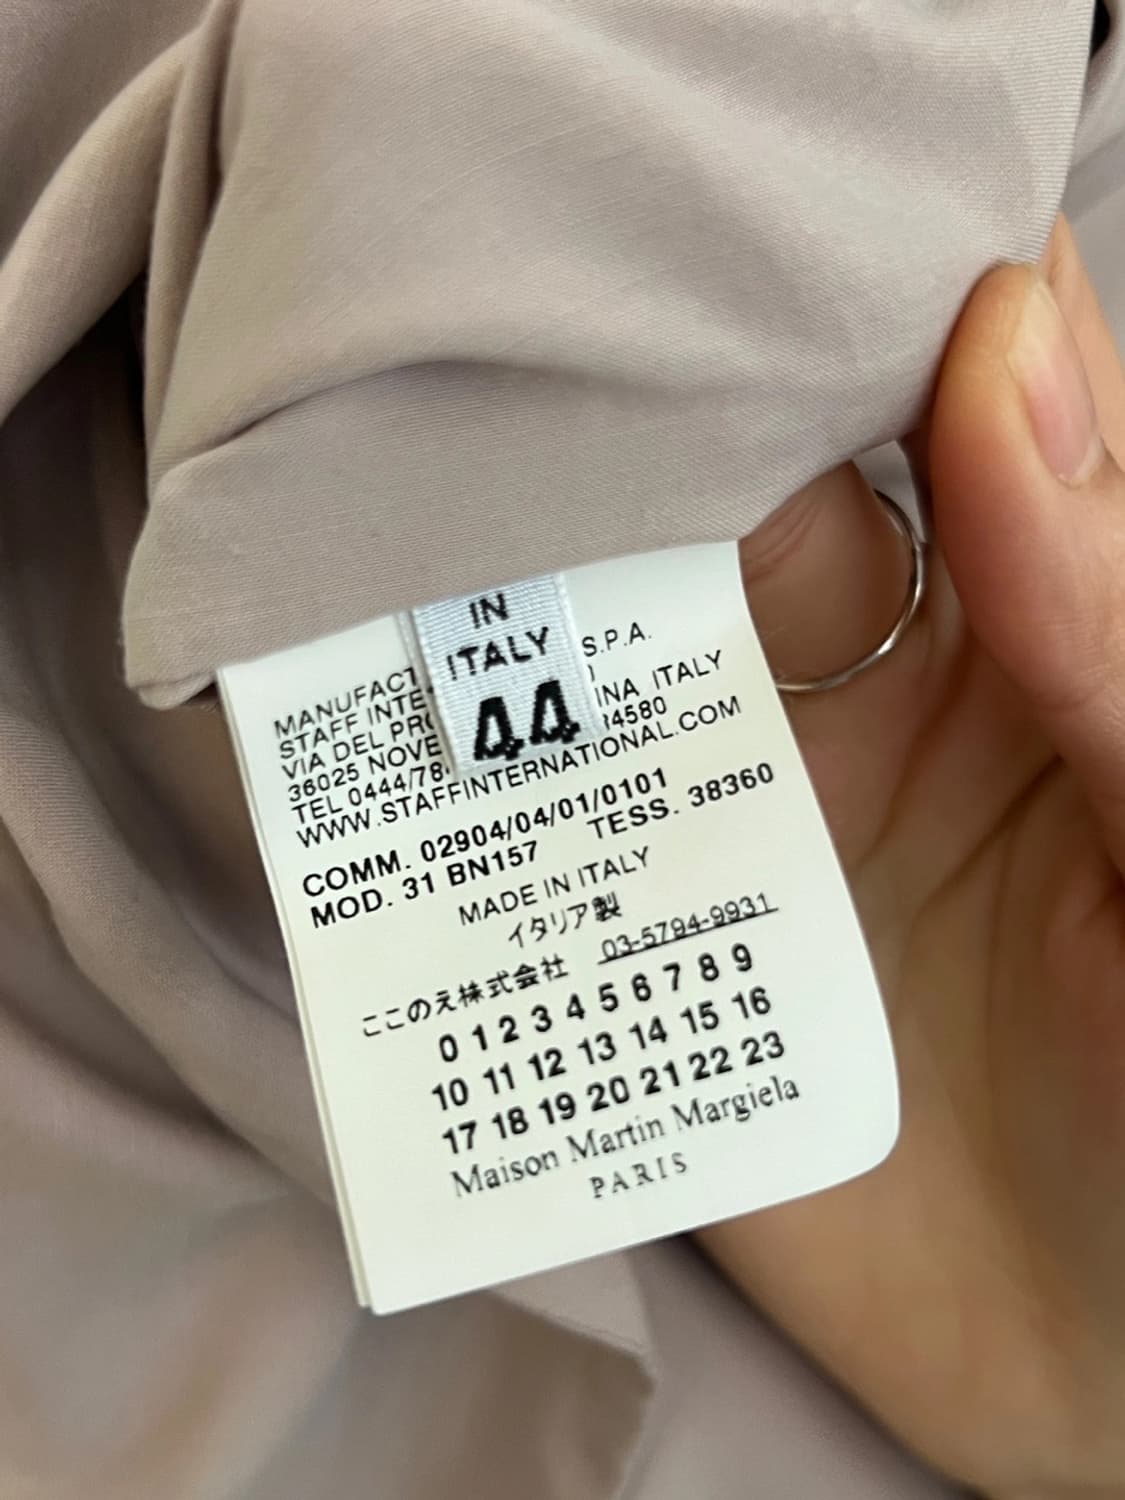 IN
ITALY
44
MANUFACT
STAFF INTE S.P.A.
VIA DEL PRO
36025 NOVE INA ITALY
TEL 0444/78 4580
WWW.STAFFINTERNATIONAL.COM
COMM. 02904/04/01/0101
MOD. 31 BN157 TESS. 38360
MADE IN ITALY
イタリア製
ここのえ株式会社 03-5794-9931
0 1 2 3 4 5 6 7 8 9
10 11 12 13 14 15 16
17 18 19 20 21 22 23
Maison Martin Margiela
PARIS